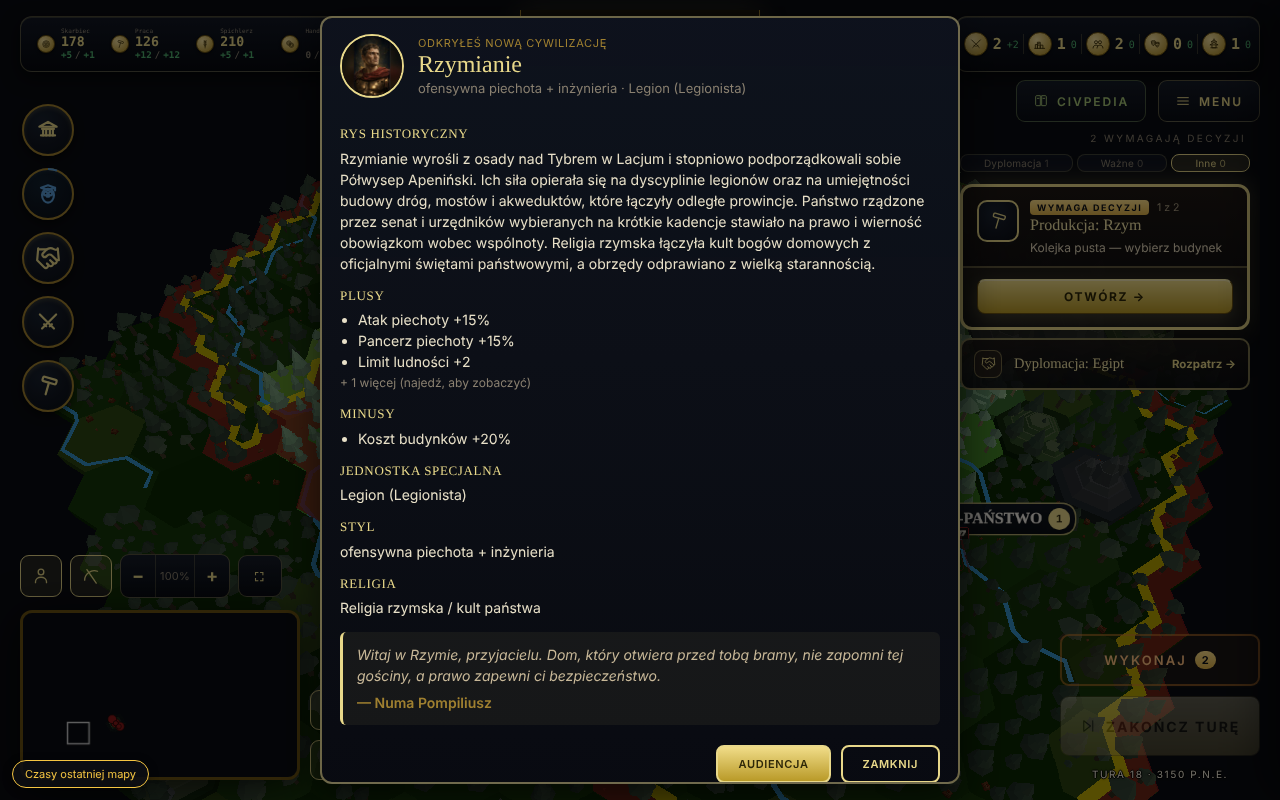 Skarbiec
178
+5 / +1
Praca
126
+12 / +12
Spichlerz
210
+5 / +1
ODKRYŁEŚ NOWĄ CYWILIZACJĘ
Rzymianie
ofensywna piechota + inżynieria · Legion (Legionista)
2 +2
1 0
2 0
0 0
1 0
CIVPEDIA
MENU
2 WYMAGAJĄ DECYZJI
Dyplomacja 1
Ważne 0
Inne 0
WYMAGA DECYZJI 1 z 2
Produkcja: Rzym
Kolejka pusta — wybierz budynek
OTWÓRZ →
Dyplomacja: Egipt
Rozpatrz →
RYS HISTORYCZNY
Rzymianie wyrośli z osady nad Tybrem w Lacjum i stopniowo podporządkowali sobie
Półwysep Apeniński. Ich siła opierała się na dyscyplinie legionów oraz na umiejętności
budowy dróg, mostów i akweduktów, które łączyły odległe prowincje. Państwo rządzone
przez senat i urzędników wybieranych na krótkie kadencje stawiało na prawo i wierność
obowiązkom wobec wspólnoty. Religia rzymska łączyła kult bogów domowych z
oficjalnymi świętami państwowymi, a obrzędy odprawiano z wielką starannością.
PLUSY
• Atak piechoty +15%
• Pancerz piechoty +15%
• Limit ludności +2
+ 1 więcej (najedź, aby zobaczyć)
MINUSY
• Koszt budynków +20%
JEDNOSTKA SPECJALNA
Legion (Legionista)
STYL
ofensywna piechota + inżynieria
RELIGIA
Religia rzymska / kult państwa
Witaj w Rzymie, przyjacielu. Dom, który otwiera przed tobą bramy, nie zapomni tej
gościny, a prawo zapewni ci bezpieczeństwo.
— Numa Pompiliusz
AUDIENCJA
ZAMKNIJ
-PAŃSTWO 1
− 100% +
WYKONAJ 2
ZAKOŃCZ TURĘ
TURA 18 · 3150 P.N.E.
Czasy ostatniej mapy